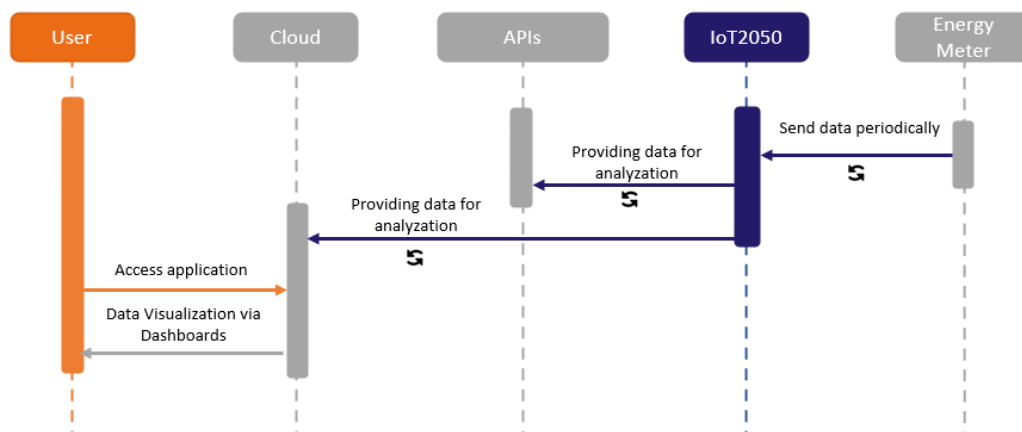 User
Cloud
APIs
IoT2050
Energy
Meter
Send data periodically
Providing data for
analyzation
Providing data for
analyzation
Access application
Data Visualization via
Dashboards